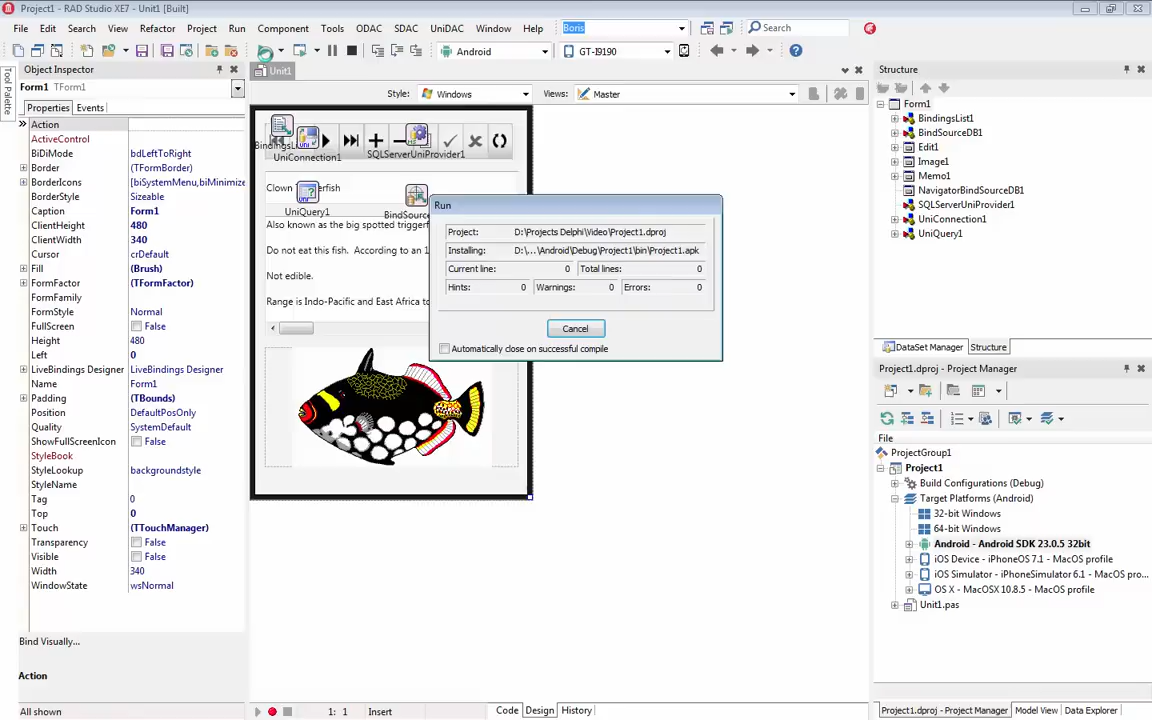 Project1 - RAD Studio XE7 - Unit1 [Built]
File Edit Search View Refactor Project Run Component Tools ODAC SDAC UniDAC Window Help Boris Search
Android GT-I9190
Object Inspector
Form1 TForm1
Properties Events
Action
ActiveControl
BiDiMode bdLeftToRight
Border (TFormBorder)
BorderIcons [biSystemMenu,biMinimize
BorderStyle Sizeable
Caption Form1
ClientHeight 480
ClientWidth 340
Cursor crDefault
Fill (Brush)
FormFactor (TFormFactor)
FormFamily
FormStyle Normal
FullScreen False
Height 480
Left 0
LiveBindings Designer LiveBindings Designer
Name Form1
Padding (TBounds)
Position DefaultPosOnly
Quality SystemDefault
ShowFullScreenIcon False
StyleBook
StyleLookup backgroundstyle
StyleName
Tag 0
Top 0
Touch (TTouchManager)
Transparency False
Visible False
Width 340
WindowState wsNormal
Bind Visually...
Action
All shown
Tool Palette
Unit1
Style: Windows Views: Master
BindingsL
UniConnection1
SQLServerUniProvider1
Clown erfish
UniQuery1
BindSource
Also known as the big spotted triggerf
Do not eat this fish. According to an 1
Not edible.
Range is Indo-Pacific and East Africa to
Run
Project: D:\Projects Delphi\Video\Project1.dproj
Installing: D:\...\Android\Debug\Project1\bin\Project1.apk
Current line: 0 Total lines: 0
Hints: 0 Warnings: 0 Errors: 0
Cancel
Automatically close on successful compile
1: 1 Insert Code Design History
Structure
Form1
BindingsList1
BindSourceDB1
Edit1
Image1
Memo1
NavigatorBindSourceDB1
SQLServerUniProvider1
UniConnection1
UniQuery1
DataSet Manager Structure
Project1.dproj - Project Manager
File
ProjectGroup1
Project1
Build Configurations (Debug)
Target Platforms (Android)
32-bit Windows
64-bit Windows
Android - Android SDK 23.0.5 32bit
iOS Device - iPhoneOS 7.1 - MacOS profile
iOS Simulator - iPhoneSimulator 6.1 - MacOS pro...
OS X - MacOSX 10.8.5 - MacOS profile
Unit1.pas
Project1.dproj - Project Manager Model View Data Explorer